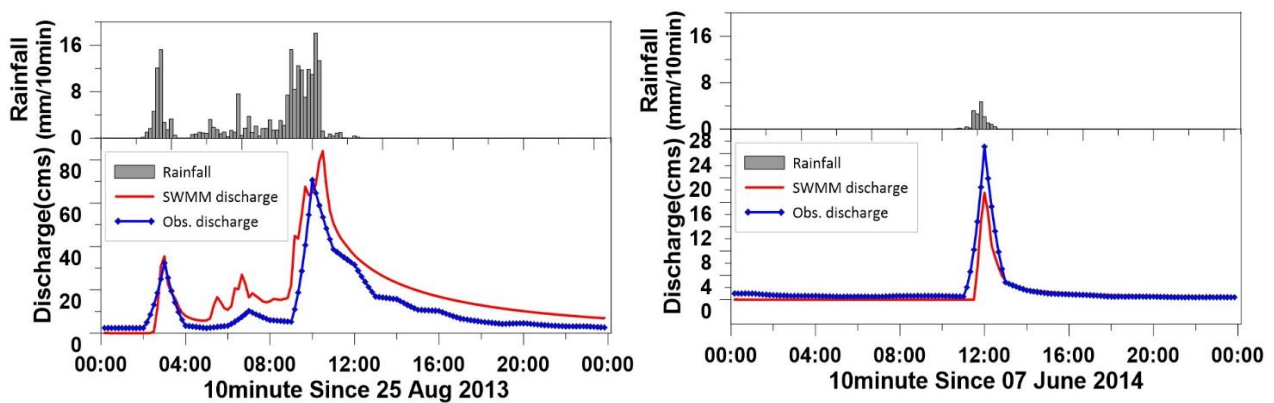 Rainfall
(mm/10min)
16
8
0
Discharge(cms)
80
60
40
20
0
Rainfall
SWMM discharge
Obs. discharge
00:00 04:00 08:00 12:00 16:00 20:00 00:00
10minute Since 25 Aug 2013
Rainfall
(mm/10min)
16
8
0
Discharge(cms)
28
24
20
16
12
8
4
0
Rainfall
SWMM discharge
Obs. discharge
00:00 04:00 08:00 12:00 16:00 20:00 00:00
10minute Since 07 June 2014